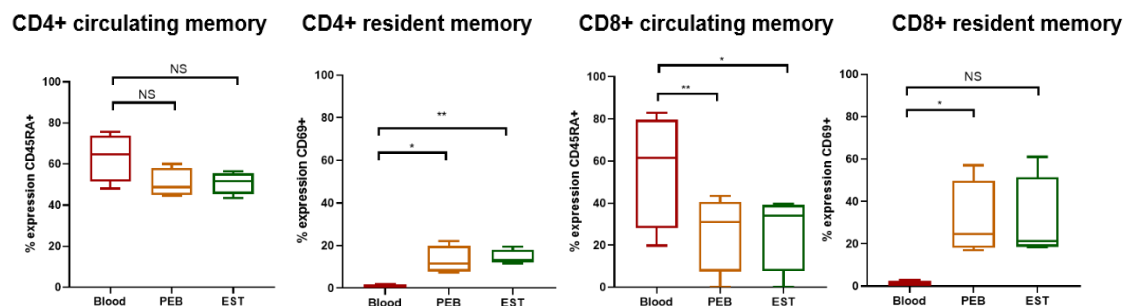 CD4+ circulating memory
NS
NS
% expression CD45RA+
100
80
60
40
20
0
Blood PEB EST
CD4+ resident memory
**
*
% expression CD69+
100
80
60
40
20
0
Blood PEB EST
CD8+ circulating memory
*
**
% expression CD45RA+
100
80
60
40
20
0
Blood PEB EST
CD8+ resident memory
NS
*
% expression CD69+
100
80
60
40
20
0
Blood PEB EST